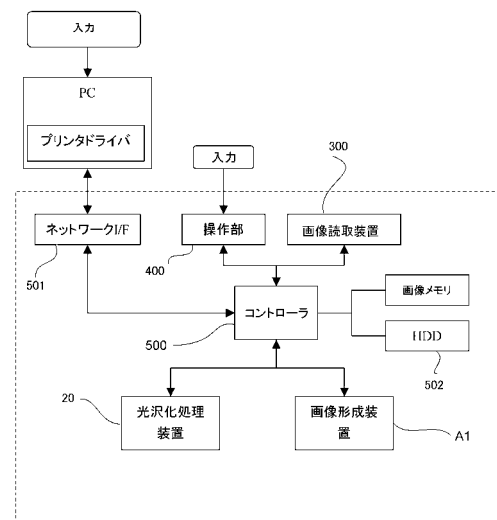 入力
PC
プリンタドライバ
入力
300
ネットワークI/F
操作部
画像読取装置
501
400
コントローラ
画像メモリ
500
HDD
502
20
光沢化処理
装置
画像形成装
置
A1